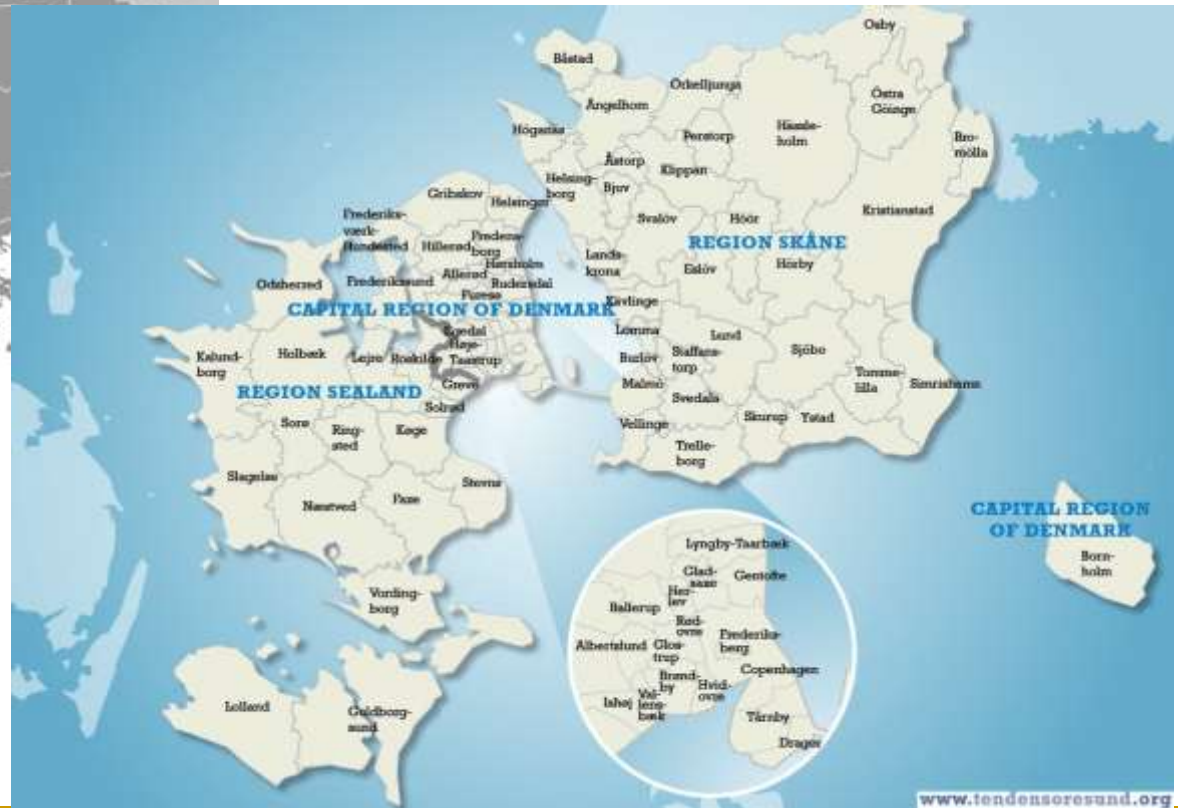 Osby
Båstad
Örkelljunga
Östra
Göinge
Ängelhom
Hässle-
holm
Höganäs
Perstorp
Bro-
mölla
Åstorp
Klippan
Helsing-
borg
Bjuv
Gribskov
Helsingør
Svalöv
Höör
Kristianstad
Frederiks-
værk-
Hundested
Hillerød
Fredens-
borg
REGION SKÅNE
Hørsholm
Lands-
krona
Eslöv
Hörby
Odsherred
Frederikssund
Allerød
Rudersdal
Furesø
CAPITAL REGION OF DENMARK
Kävlinge
Egedal
Lomma
Lund
Høje-
Taastrup
Kalund-
borg
Holbæk
Lejre
Roskilde
Burlöv
Staffans-
torp
Sjöbo
Tomme-
lilla
Simrishamn
Greve
Malmö
REGION SEALAND
Svedala
Solrød
Skurup
Ystad
Vellinge
Sorø
Ring-
sted
Køge
Trelle-
borg
Slagelse
Stevns
Næstved
Faxe
CAPITAL REGION
OF DENMARK
Born-
holm
Lyngby-Taarbæk
Glad-
saxe
Gentofte
Her-
lev
Ballerup
Rød-
ovre
Frederiks-
berg
Albertslund
Glos-
trup
Copenhagen
Brønd-
by
Hvid-
ovre
Ishøj
Val-
lens-
bæk
Tårnby
Dragør
Vording-
borg
Lolland
Guldborg-
sund
www.tendensoresund.org